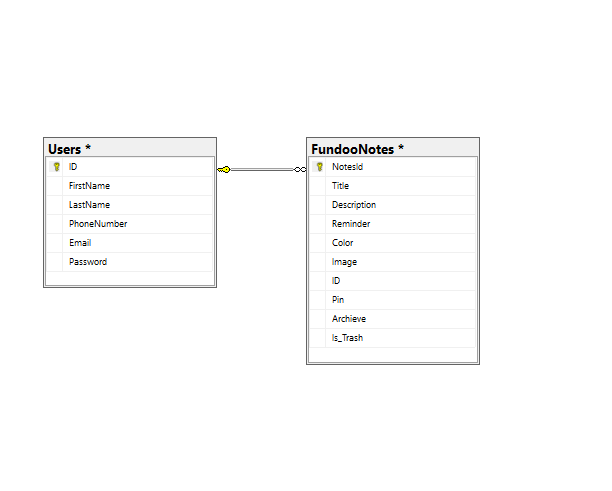 Users *
ID
FirstName
LastName
PhoneNumber
Email
Password
FundooNotes *
NotesId
Title
Description
Reminder
Color
Image
ID
Pin
Archieve
Is_Trash